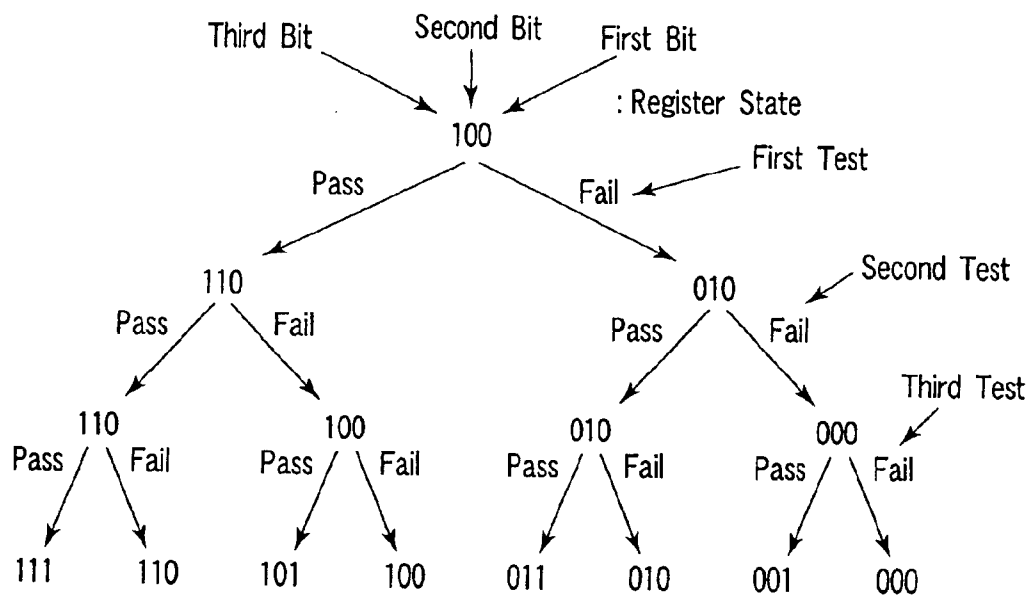 Third Bit
Second Bit
First Bit
: Register State
100
First Test
Pass
Fail
Second Test
110
010
Pass
Fail
Pass
Fail
Third Test
110
100
010
000
Pass
Fail
Pass
Fail
Pass
Fail
Pass
Fail
111
110
101
100
011
010
001
000